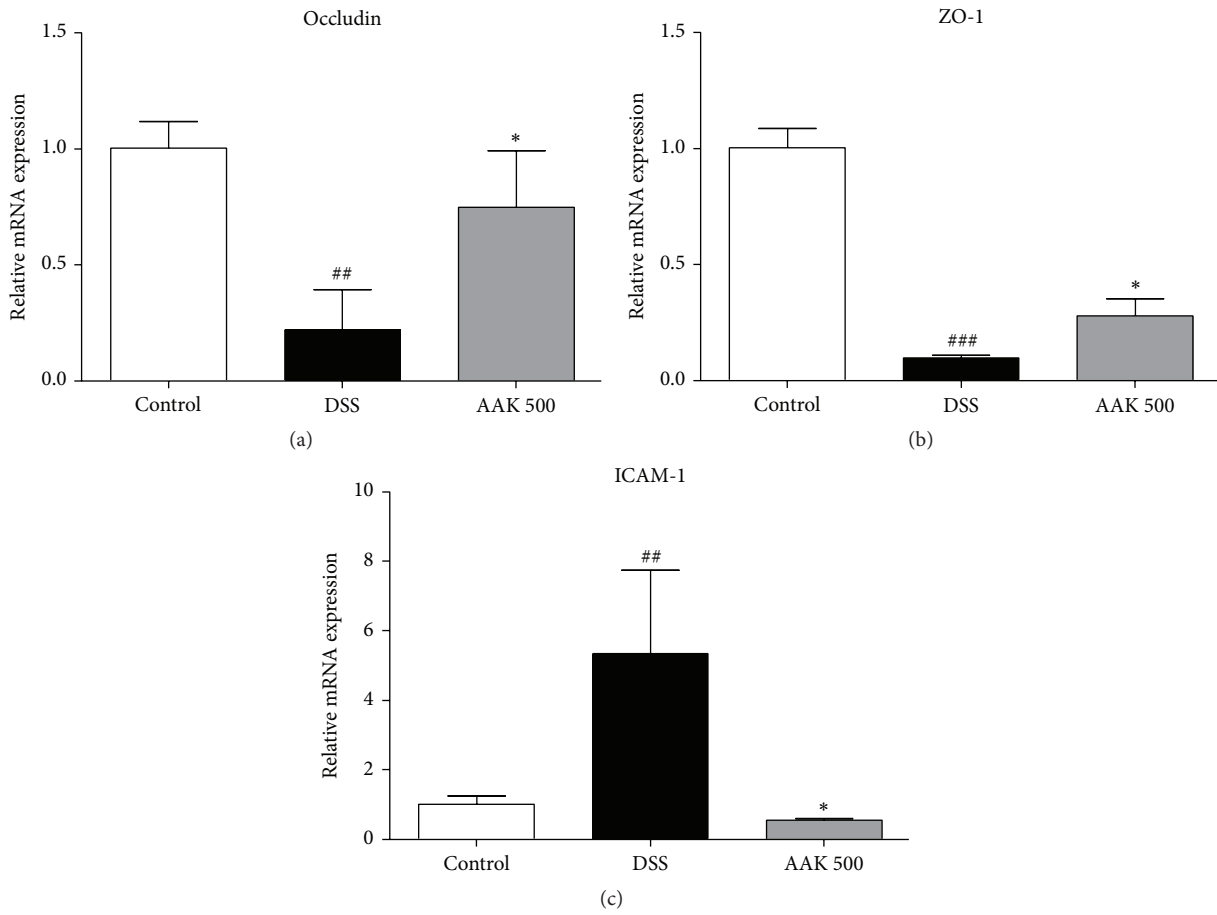 Occludin
Relative mRNA expression
1.5
1.0
0.5
0.0
##
*
Control DSS AAK 500
(a)
ZO-1
Relative mRNA expression
1.5
1.0
0.5
0.0
###
*
Control DSS AAK 500
(b)
ICAM-1
Relative mRNA expression
10
8
6
4
2
0
##
*
Control DSS AAK 500
(c)